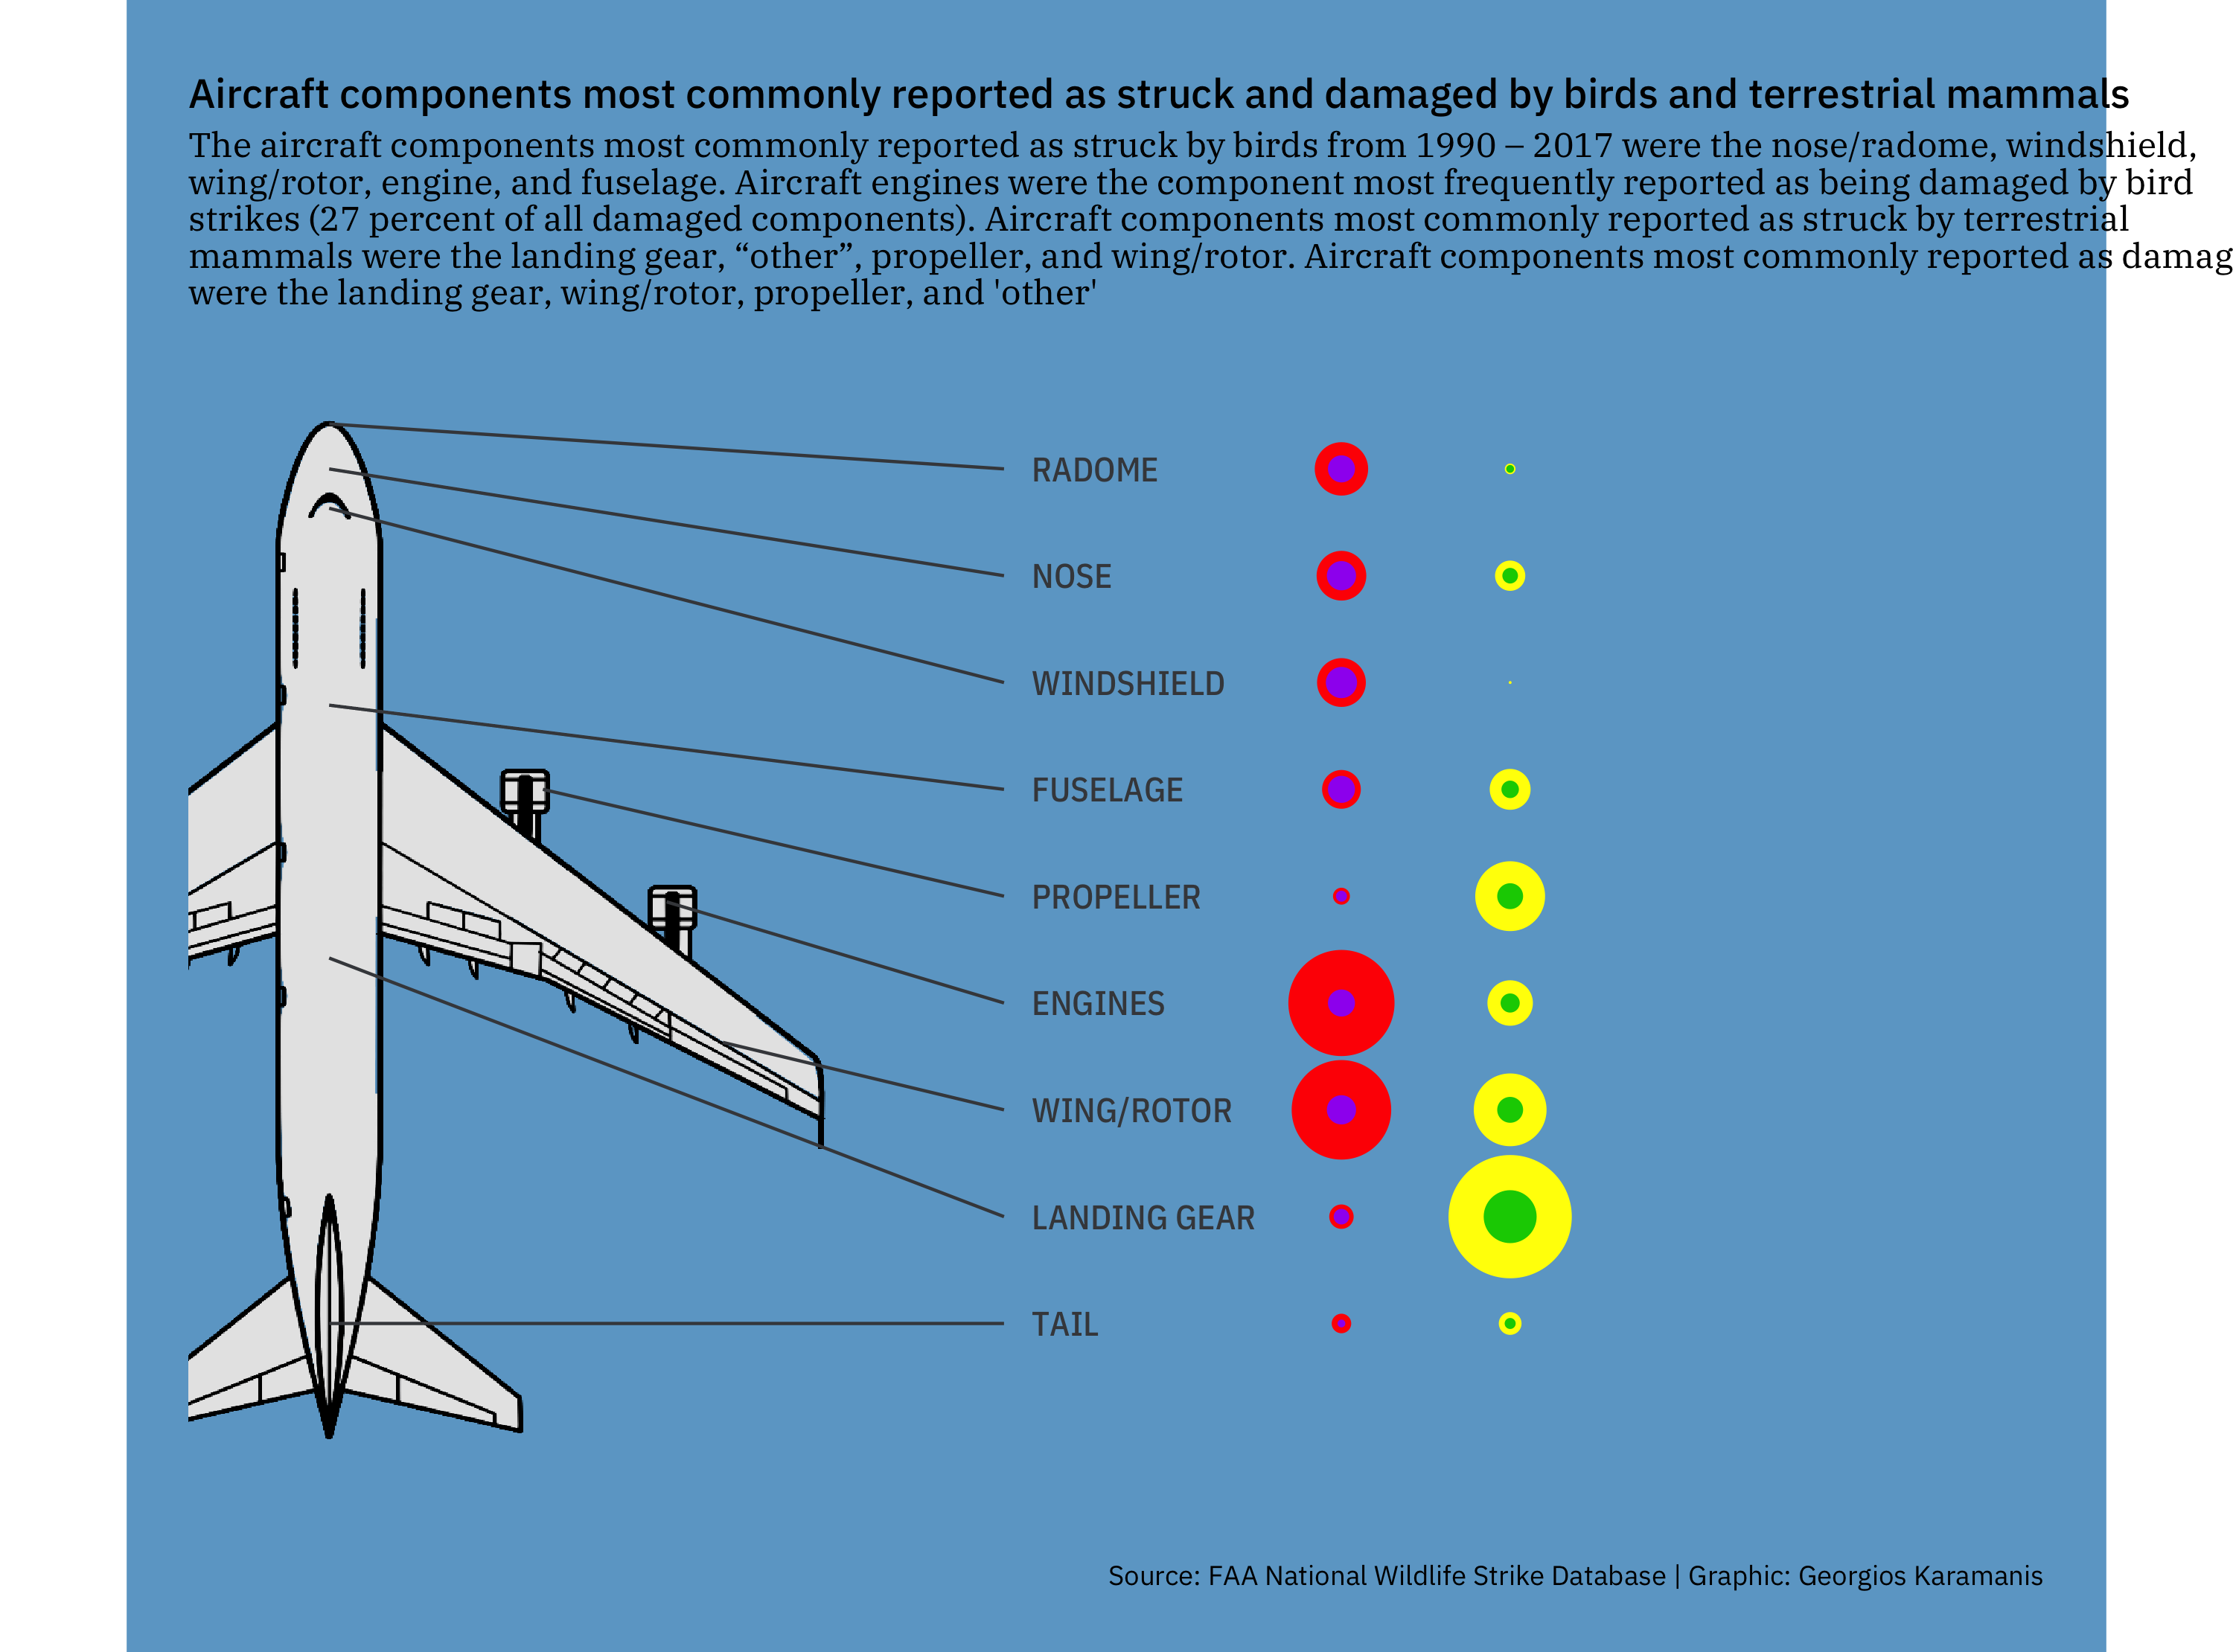 Aircraft components most commonly reported as struck and damaged by birds and terrestrial mammals
The aircraft components most commonly reported as struck by birds from 1990 – 2017 were the nose/radome, windshield,
wing/rotor, engine, and fuselage. Aircraft engines were the component most frequently reported as being damaged by bird
strikes (27 percent of all damaged components). Aircraft components most commonly reported as struck by terrestrial
mammals were the landing gear, “other”, propeller, and wing/rotor. Aircraft components most commonly reported as damag
were the landing gear, wing/rotor, propeller, and 'other'
RADOME
NOSE
WINDSHIELD
FUSELAGE
PROPELLER
ENGINES
WING/ROTOR
LANDING GEAR
TAIL
Source: FAA National Wildlife Strike Database | Graphic: Georgios Karamanis